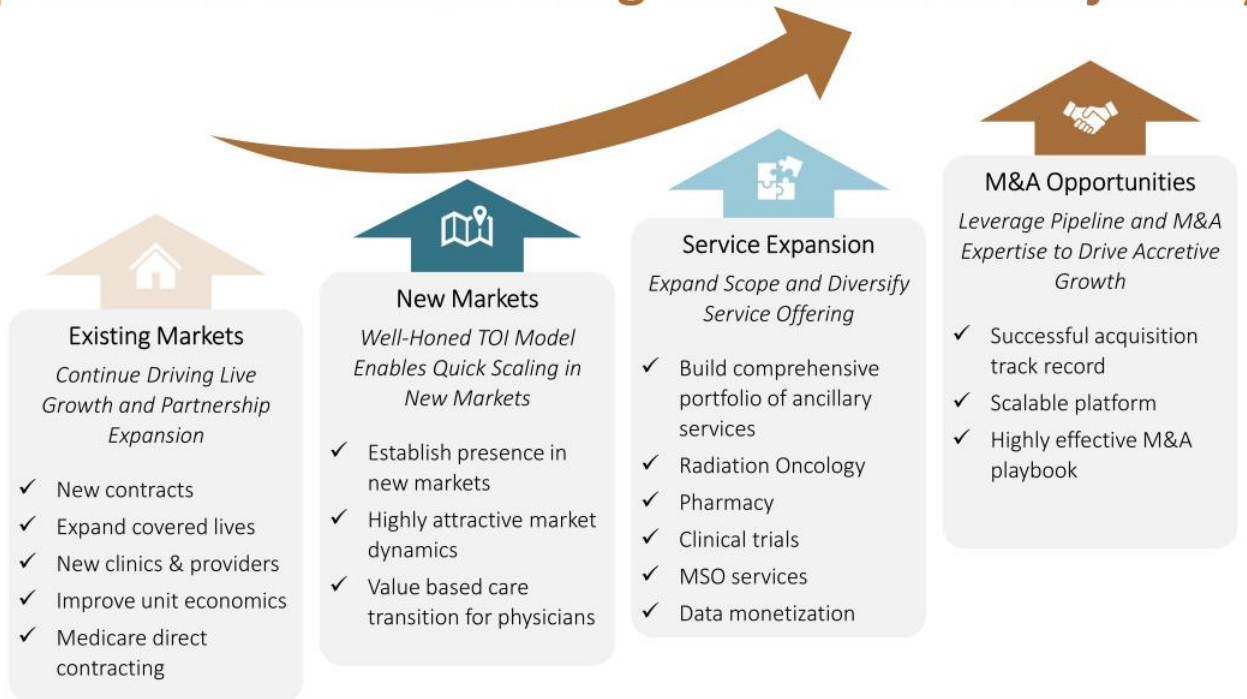 Existing Markets
Continue Driving Live
Growth and Partnership
Expansion
✓ New contracts
✓ Expand covered lives
✓ New clinics & providers
✓ Improve unit economics
✓ Medicare direct
contracting
New Markets
Well-Honed TOI Model
Enables Quick Scaling in
New Markets
✓ Establish presence in
new markets
✓ Highly attractive market
dynamics
✓ Value based care
transition for physicians
Service Expansion
Expand Scope and Diversify
Service Offering
✓ Build comprehensive
portfolio of ancillary
services
✓ Radiation Oncology
✓ Pharmacy
✓ Clinical trials
✓ MSO services
✓ Data monetization
M&A Opportunities
Leverage Pipeline and M&A
Expertise to Drive Accretive
Growth
✓ Successful acquisition
track record
✓ Scalable platform
✓ Highly effective M&A
playbook